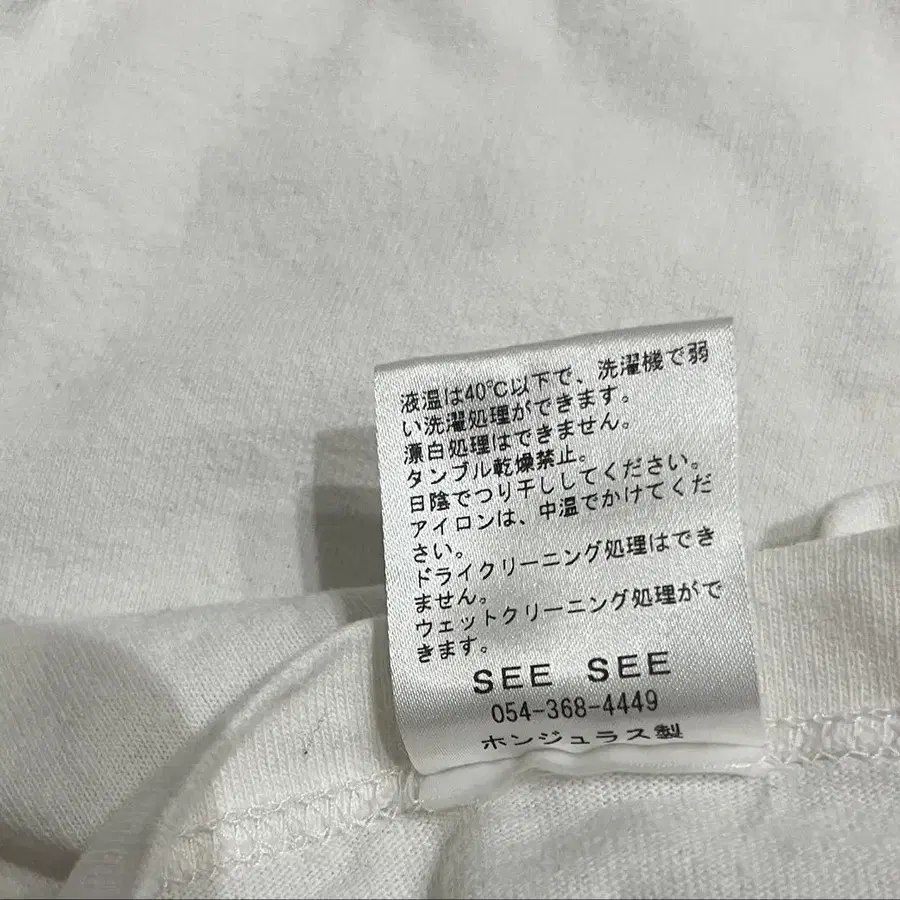 液温は40℃以下で、洗濯機で弱
い洗濯処理ができます。
漂白処理はできません。
タンブル乾燥禁止。
日陰でつり干ししてください。
アイロンは、中温でかけてくだ
さい。
ドライクリーニング処理はでき
ません。
ウェットクリーニング処理がで
きます。
SEE SEE
054-368-4449
ホンジュラス製